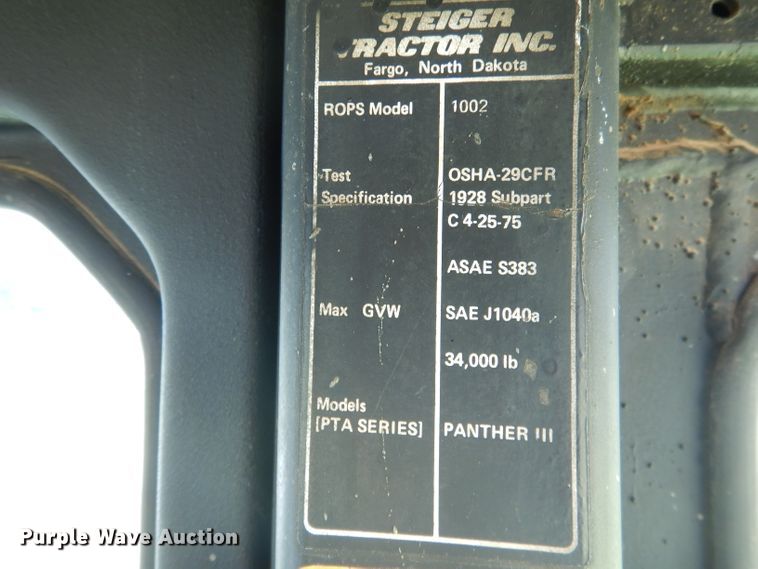 STEIGER
TRACTOR INC.
Fargo, North Dakota
ROPS Model 1002
Test OSHA-29CFR
Specification 1928 Subpart
C 4-25-75
ASAE S383
Max GVW SAE J1040a
34,000 lb
Models
[PTA SERIES] PANTHER III
Purple Wave Auction